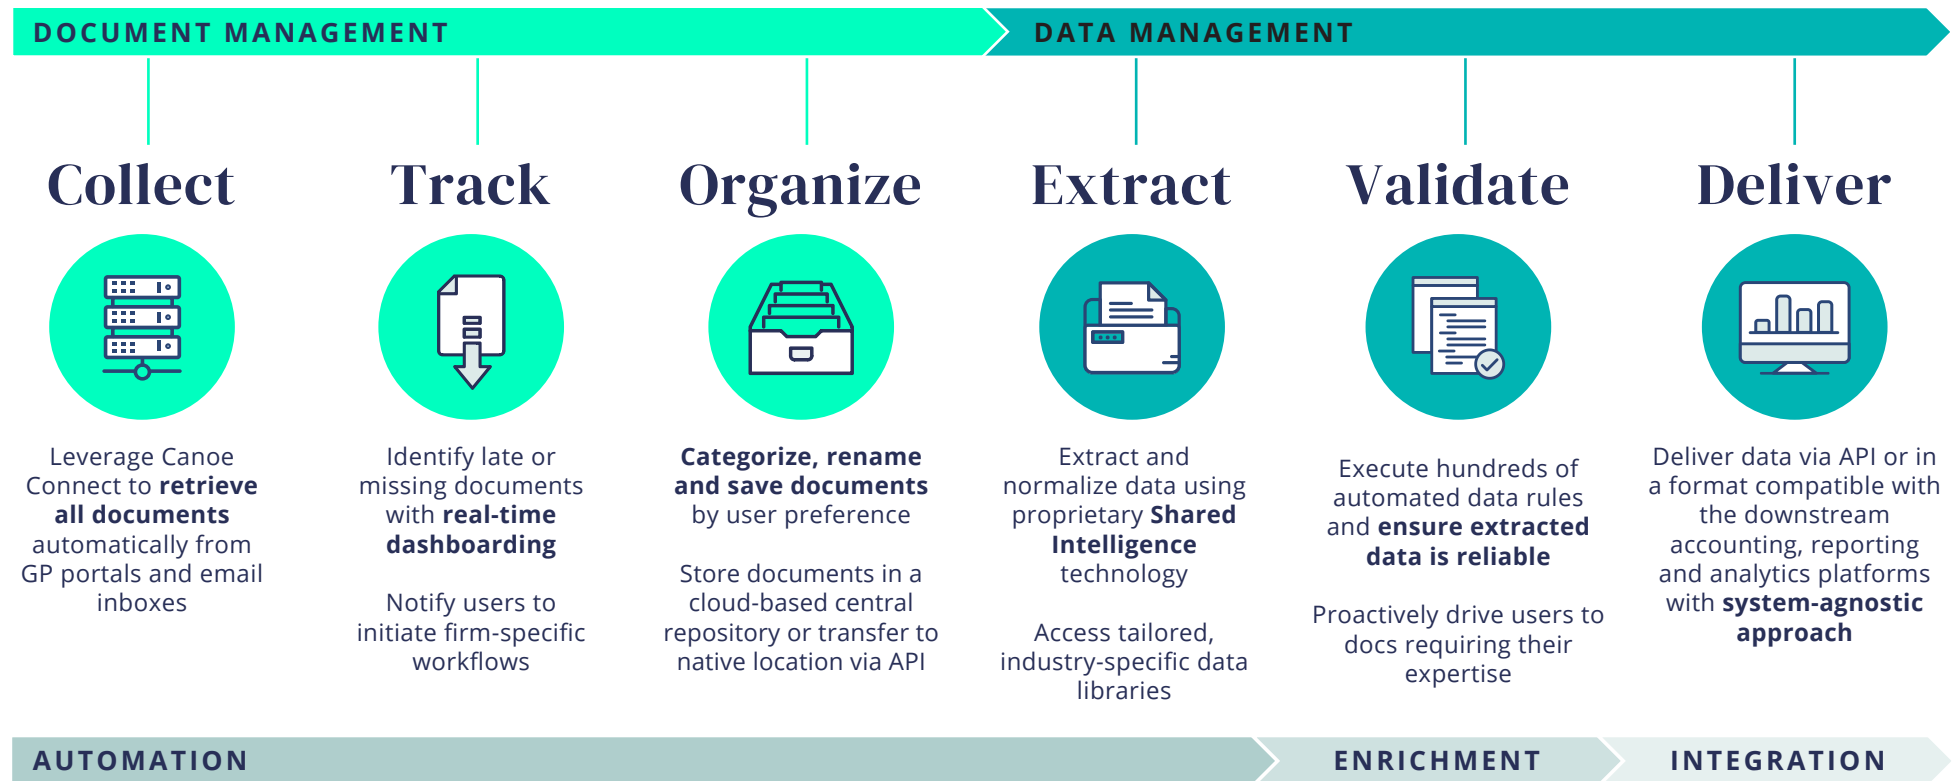 DOCUMENT MANAGEMENT
DATA MANAGEMENT
Collect
Leverage Canoe
Connect to retrieve
all documents
automatically from
GP portals and email
inboxes
Track
Identify late or
missing documents
with real-time
dashboarding
Notify users to
initiate firm-specific
workflows
Organize
Categorize, rename
and save documents
by user preference
Store documents in a
cloud-based central
repository or transfer to
native location via API
Extract
Extract and
normalize data using
proprietary Shared
Intelligence
technology
Access tailored,
industry-specific data
libraries
Validate
Execute hundreds of
automated data rules
and ensure extracted
data is reliable
Proactively drive users to
docs requiring their
expertise
Deliver
Deliver data via API or in
a format compatible with
the downstream
accounting, reporting
and analytics platforms
with system-agnostic
approach
AUTOMATION
ENRICHMENT
INTEGRATION